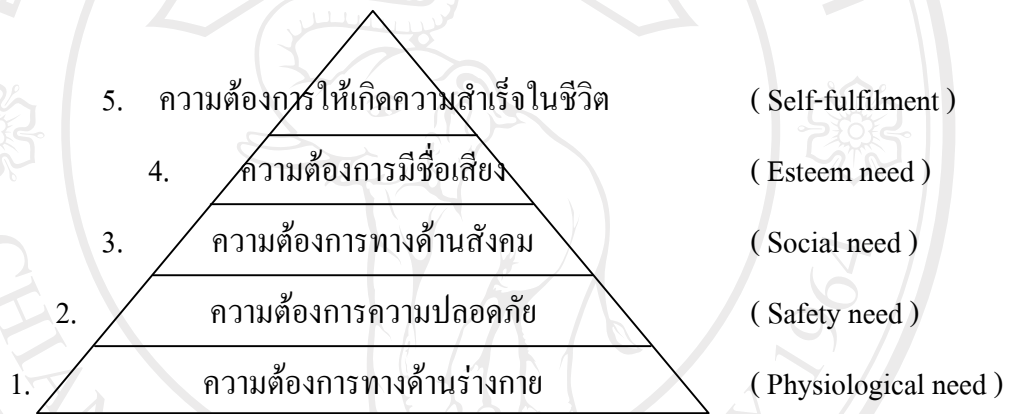 5. ความต้องการให้เกิดความสำเร็จในชีวิต ( Self-fulfilment )
4. ความต้องการมีชื่อเสียง ( Esteem need )
3. ความต้องการทางด้านสังคม ( Social need )
2. ความต้องการความปลอดภัย ( Safety need )
1. ความต้องการทางด้านร่างกาย ( Physiological need )
1964